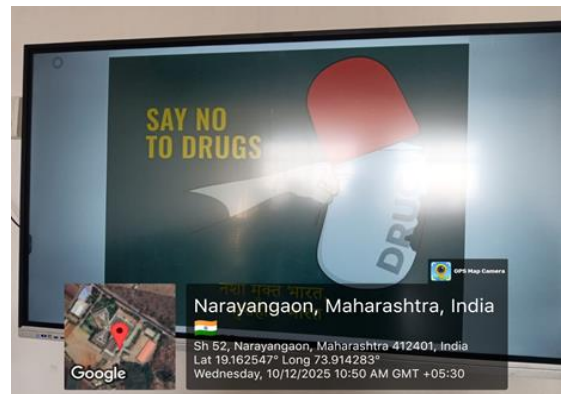 SAY NO
TO DRUGS
DRUG
नशा मुक्त भारत
GPS Map Camera
Narayangaon, Maharashtra, India
Sh 52, Narayangaon, Maharashtra 412401, India
Lat 19.162547° Long 73.914283°
Wednesday, 10/12/2025 10:50 AM GMT +05:30
Google